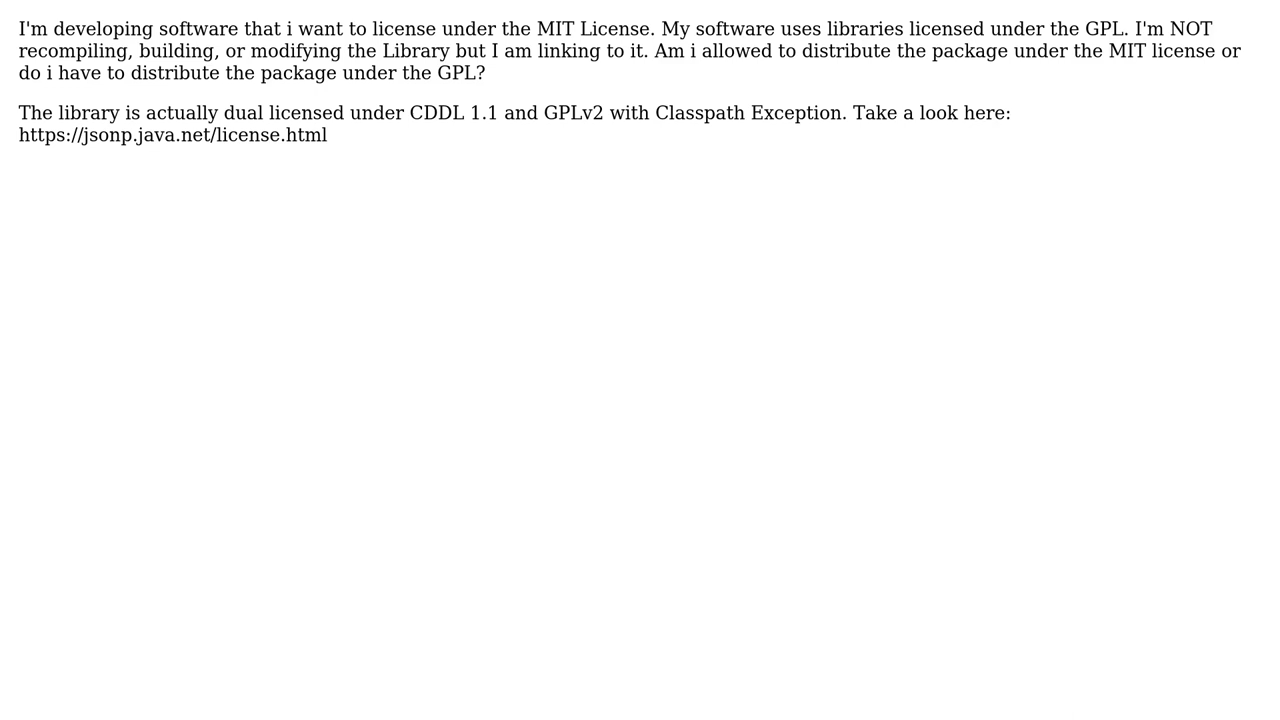 I'm developing software that i want to license under the MIT License. My software uses libraries licensed under the GPL. I'm NOT
recompiling, building, or modifying the Library but I am linking to it. Am i allowed to distribute the package under the MIT license or
do i have to distribute the package under the GPL?
The library is actually dual licensed under CDDL 1.1 and GPLv2 with Classpath Exception. Take a look here:
https://jsonp.java.net/license.html